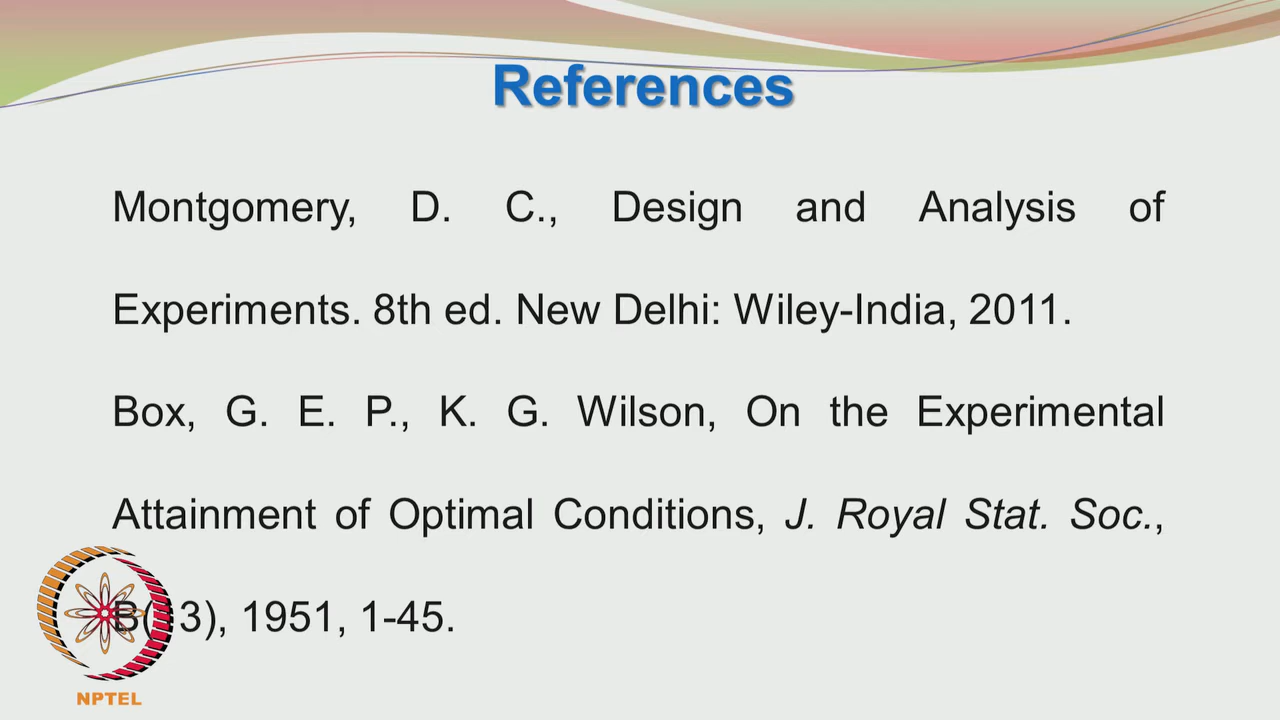 References
Montgomery, D. C., Design and Analysis of
Experiments. 8th ed. New Delhi: Wiley-India, 2011.
Box, G. E. P., K. G. Wilson, On the Experimental
Attainment of Optimal Conditions, J. Royal Stat. Soc.,
1951, 1-45.
NPTEL